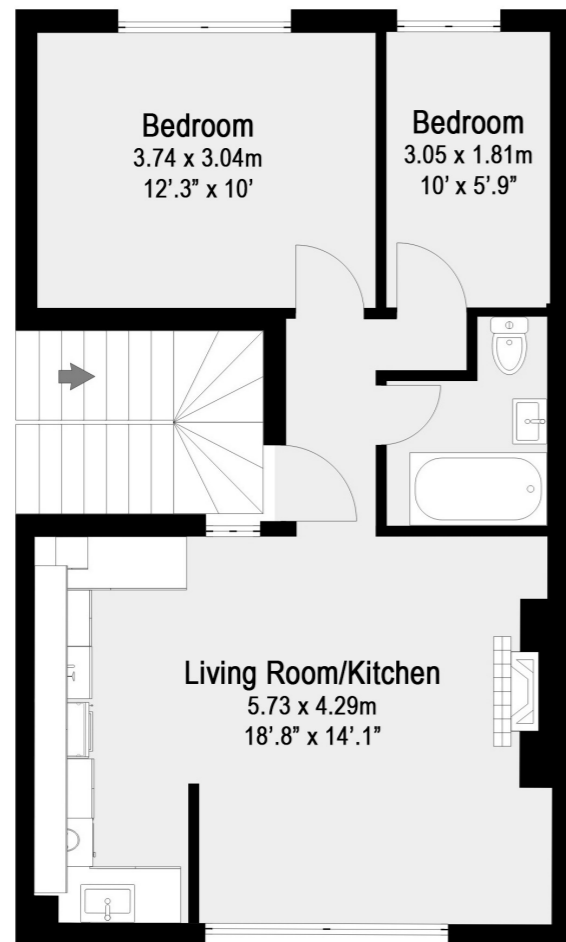 Bedroom
3.74 x 3.04m
12’.3” x 10’
Bedroom
3.05 x 1.81m
10’ x 5’.9”
Living Room/Kitchen
5.73 x 4.29m
18’.8” x 14’.1”